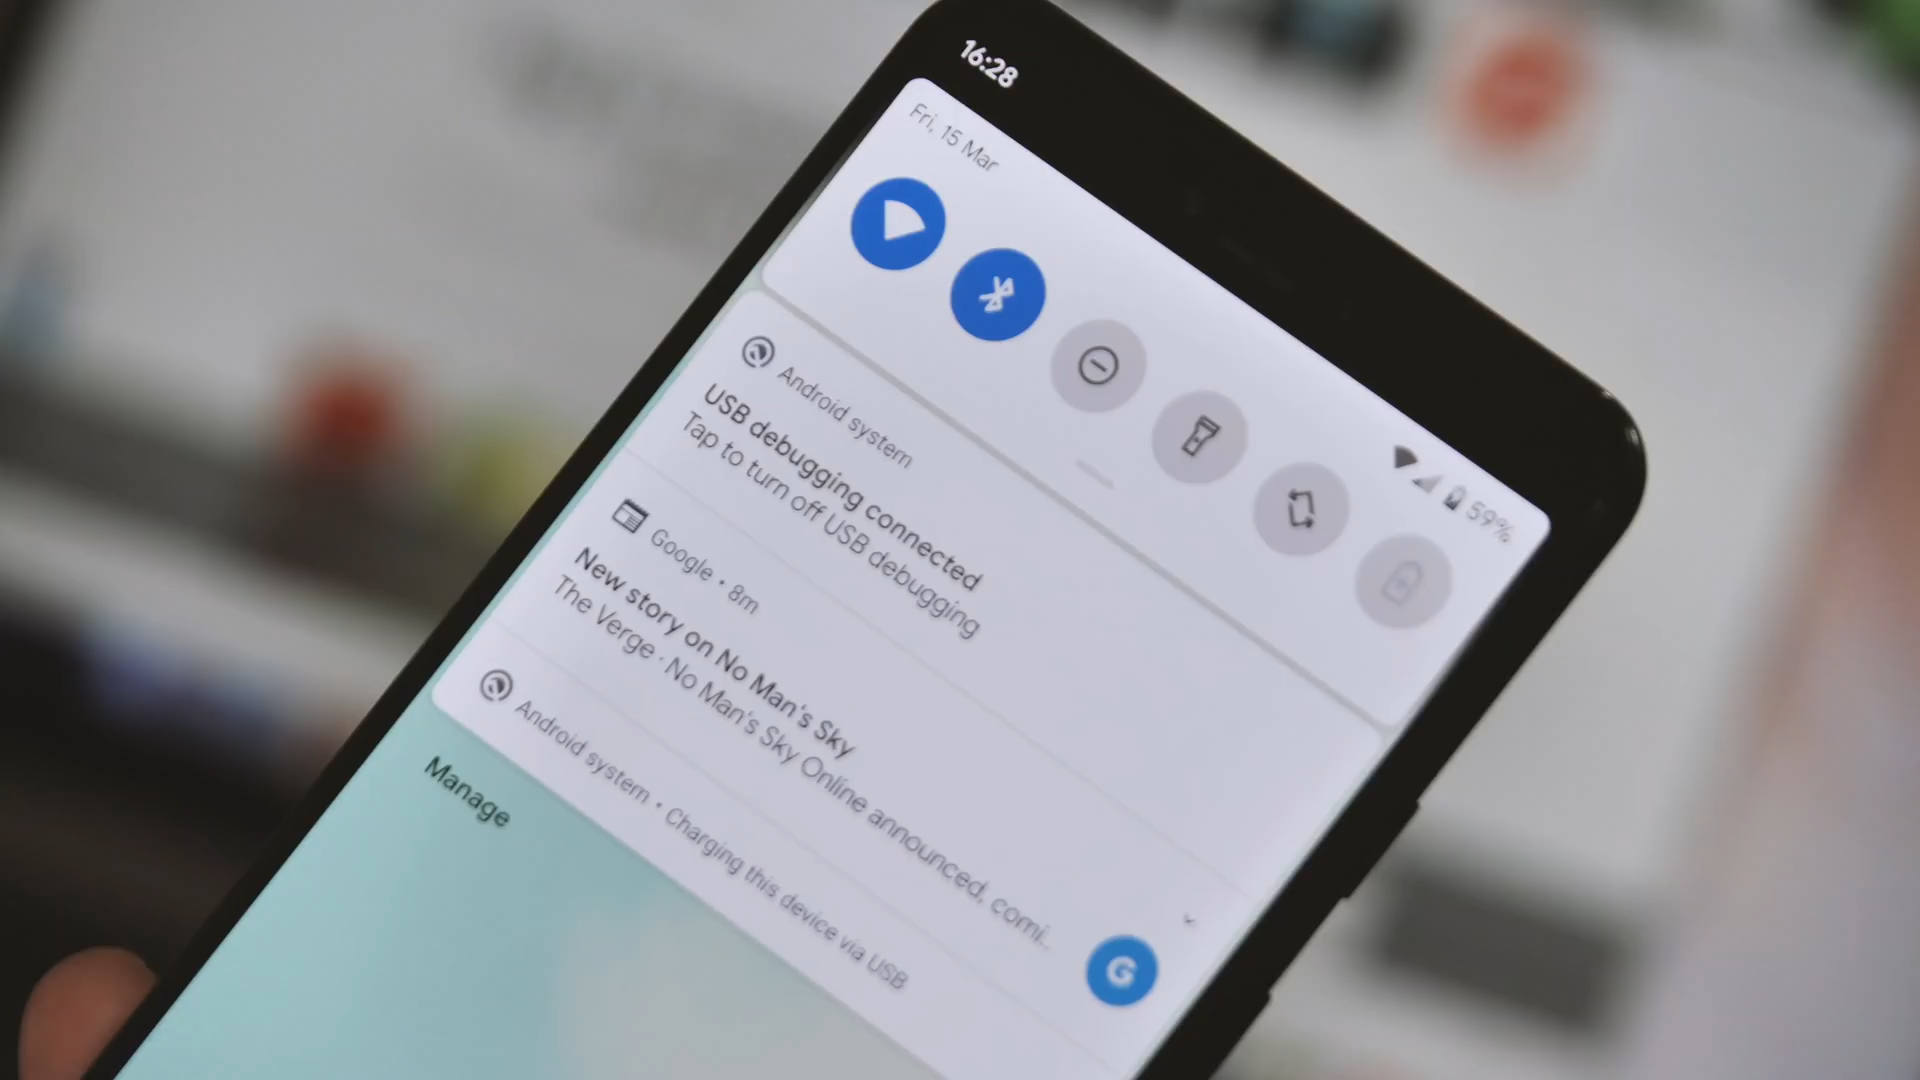 16:28
Fri, 15 Mar
59%
Android system
USB debugging connected
Tap to turn off USB debugging
Google • 8m
New story on No Man's Sky
The Verge · No Man's Sky Online announced, comi...
G
Android system • Charging this device via USB
Manage